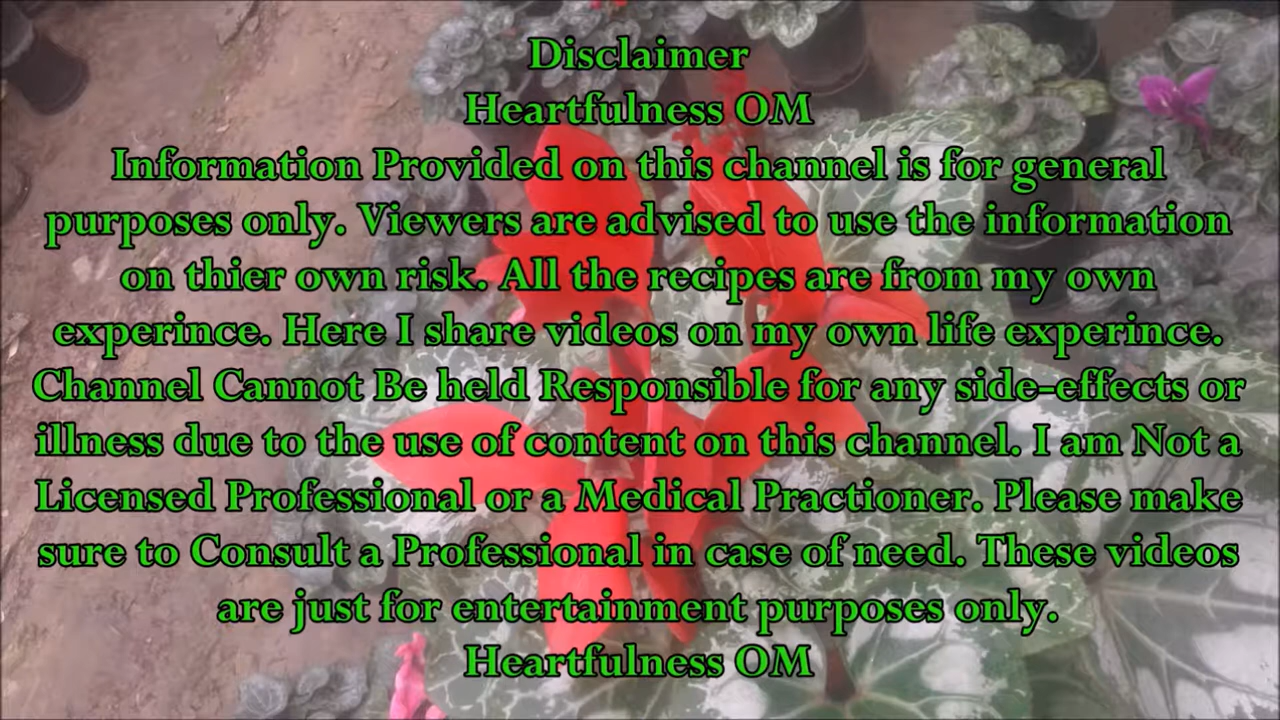 Disclaimer
Heartfulness OM
Information Provided on this channel is for general
purposes only. Viewers are advised to use the information
on thier own risk. All the recipes are from my own
experince. Here I share videos on my own life experince.
Channel Cannot Be held Responsible for any side-effects or
illness due to the use of content on this channel. I am Not a
Licensed Professional or a Medical Practioner. Please make
sure to Consult a Professional in case of need. These videos
are just for entertainment purposes only.
Heartfulness OM